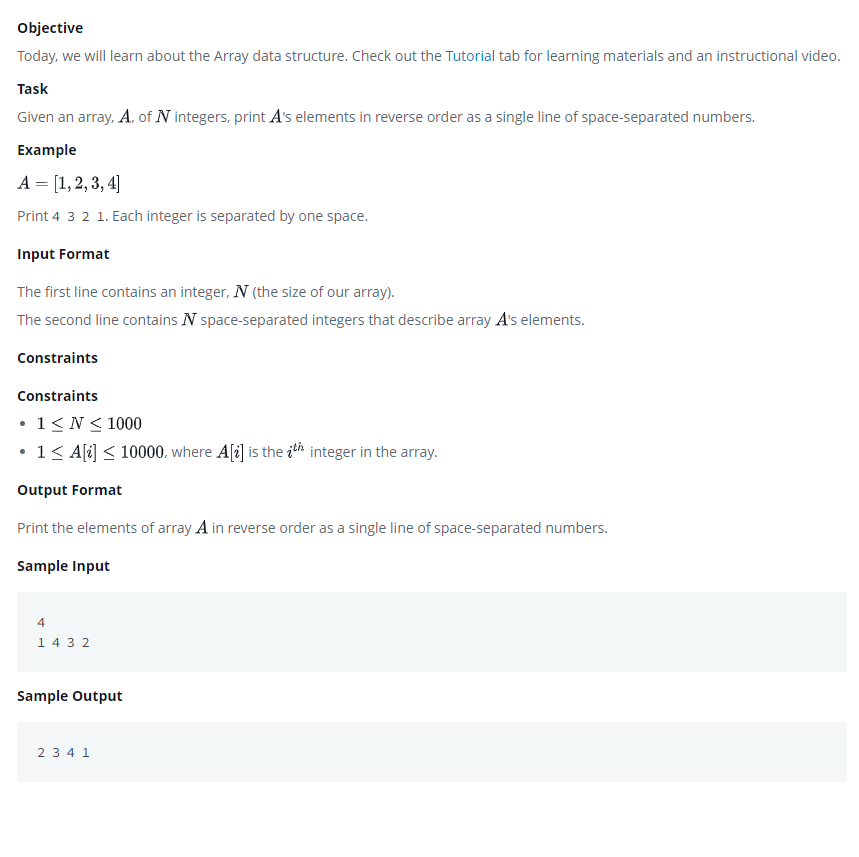 Objective
Today, we will learn about the Array data structure. Check out the Tutorial tab for learning materials and an instructional video.
Task
Given an array, A, of N integers, print A's elements in reverse order as a single line of space-separated numbers.
Example
A = [1, 2, 3, 4]
Print 4 3 2 1. Each integer is separated by one space.
Input Format
The first line contains an integer, N (the size of our array).
The second line contains N space-separated integers that describe array A's elements.
Constraints
Constraints
• 1 ≤ N ≤ 1000
• 1 ≤ A[i] ≤ 10000, where A[i] is the iᵗʰ integer in the array.
Output Format
Print the elements of array A in reverse order as a single line of space-separated numbers.
Sample Input
4
1 4 3 2
Sample Output
2 3 4 1